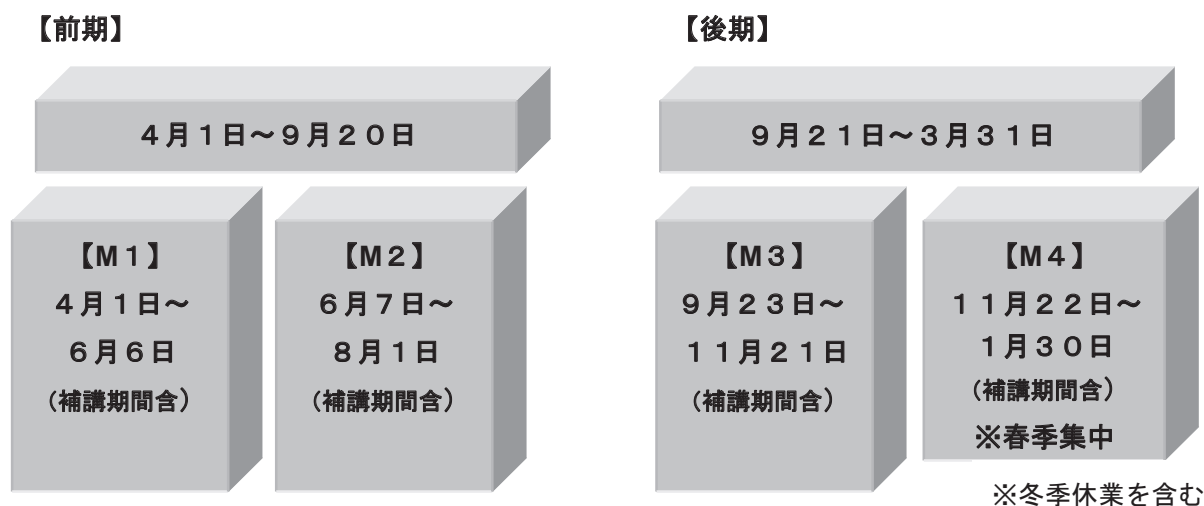 【前期】
４月１日～９月２０日
【M１】
４月１日～
６月６日
（補講期間含）
【M２】
６月７日～
８月１日
（補講期間含）
【後期】
９月２１日～３月３１日
【M３】
９月２３日～
１１月２１日
（補講期間含）
【M４】
１１月２２日～
１月３０日
（補講期間含）
※春季集中
※冬季休業を含む